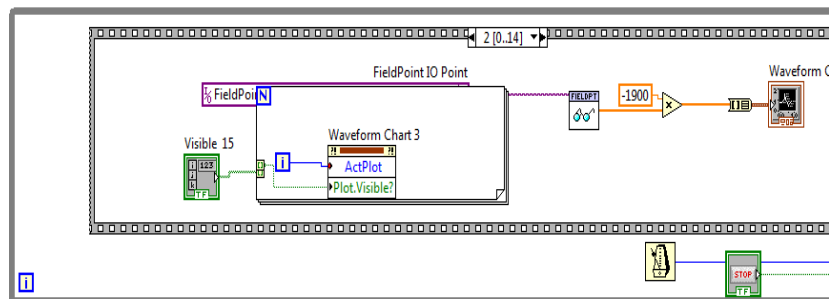 2 [0..14]
FieldPoint IO Point
I/O FieldPoin
N
FIELDPT
-1900
x
Waveform C
Visible 15
Waveform Chart 3
i 123
j
k
TF
i
?! ?!
ActPlot
Plot.Visible?
STOP
TF
i